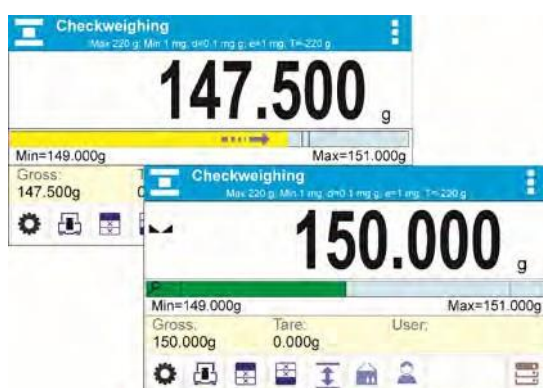 Checkweighing
Max 220 g; Min 1 mg; d=0.1 mg g; e=1 mg; T=-220 g
147.500 g
Min=149.000g Max=151.000g
Gross:
147.500g
Checkweighing
Max 220 g; Min 1 mg; d=0.1 mg g; e=1 mg; T=-220 g
150.000 g
Min=149.000g Max=151.000g
Gross: Tare: User:
150.000g 0.000g